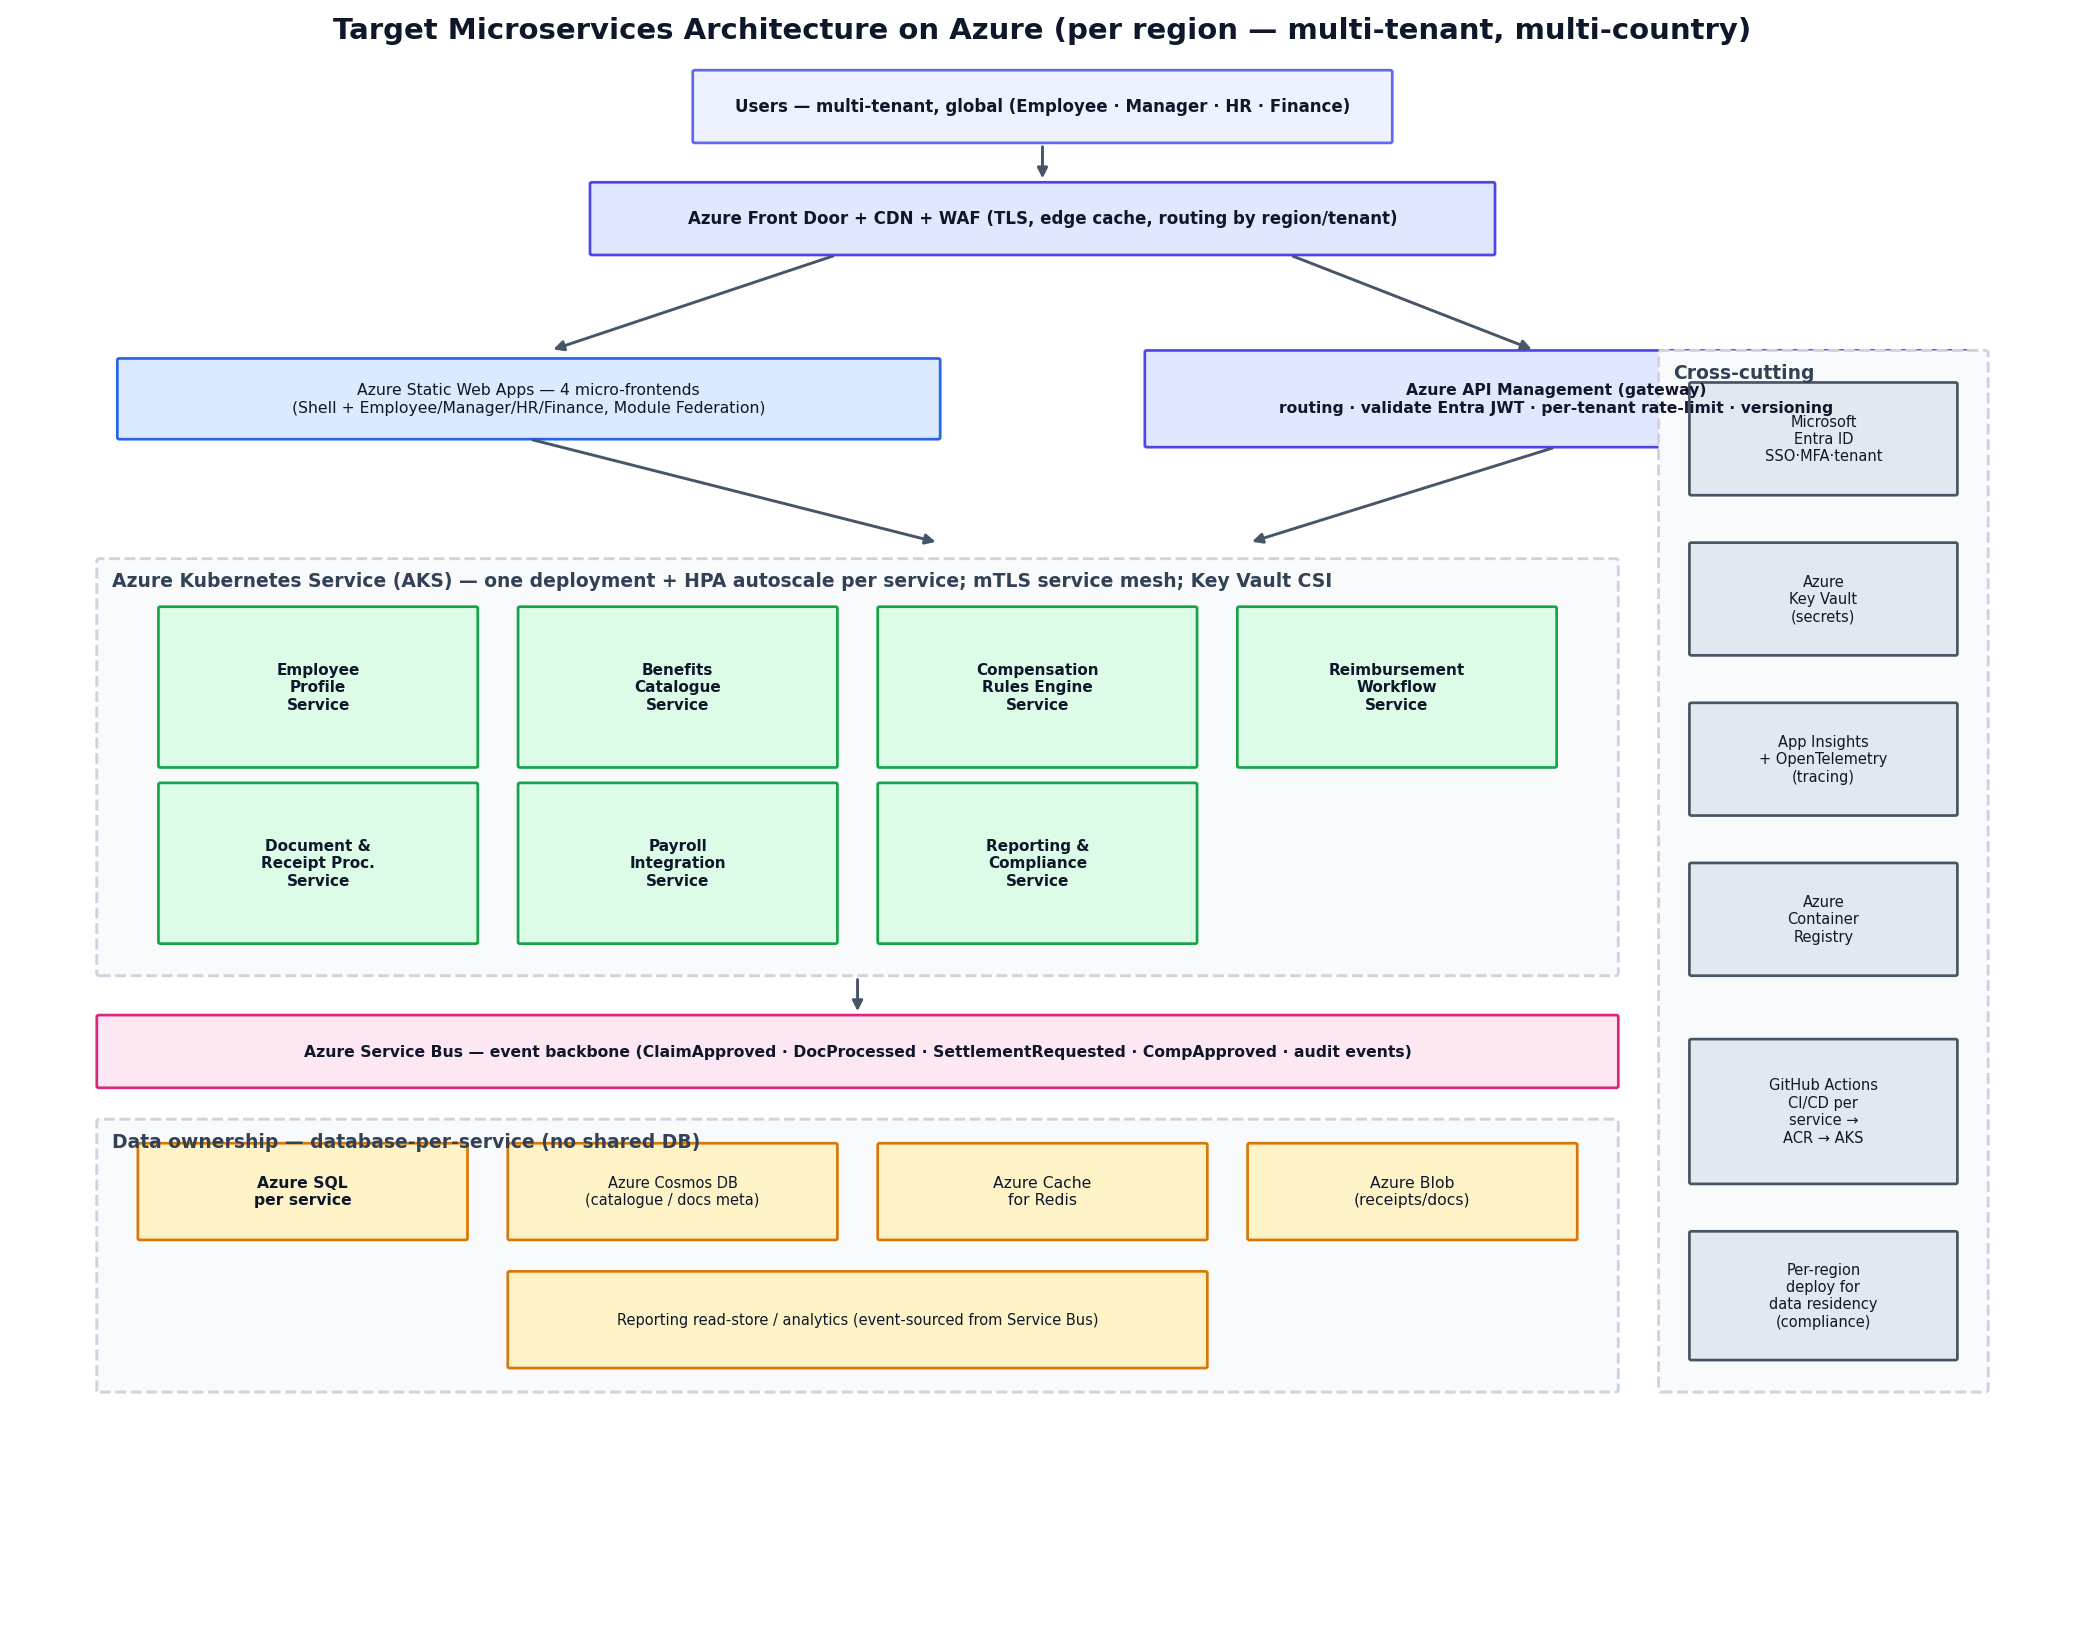 Target Microservices Architecture on Azure (per region — multi-tenant, multi-country)
Users — multi-tenant, global (Employee · Manager · HR · Finance)
Azure Front Door + CDN + WAF (TLS, edge cache, routing by region/tenant)
Azure Static Web Apps — 4 micro-frontends
(Shell + Employee/Manager/HR/Finance, Module Federation)
Azure API Management (gateway)
routing · validate Entra JWT · per-tenant rate-limit · versioning
Cross-cutting
Microsoft
Entra ID
SSO·MFA·tenant
Azure
Key Vault
(secrets)
App Insights
+ OpenTelemetry
(tracing)
Azure
Container
Registry
GitHub Actions
CI/CD per
service →
ACR → AKS
Per-region
deploy for
data residency
(compliance)
Azure Kubernetes Service (AKS) — one deployment + HPA autoscale per service; mTLS service mesh; Key Vault CSI
Employee
Profile
Service
Benefits
Catalogue
Service
Compensation
Rules Engine
Service
Reimbursement
Workflow
Service
Document &
Receipt Proc.
Service
Payroll
Integration
Service
Reporting &
Compliance
Service
Azure Service Bus — event backbone (ClaimApproved · DocProcessed · SettlementRequested · CompApproved · audit events)
Data ownership — database-per-service (no shared DB)
Azure SQL
per service
Azure Cosmos DB
(catalogue / docs meta)
Azure Cache
for Redis
Azure Blob
(receipts/docs)
Reporting read-store / analytics (event-sourced from Service Bus)